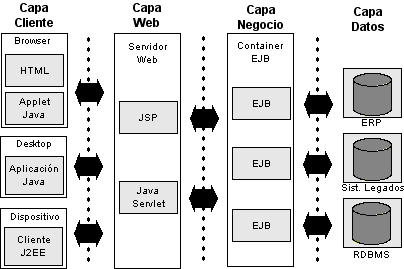 Capa
Cliente
Capa
Web
Capa
Negocio
Capa
Datos
Browser
HTML
Applet
Java
Desktop
Aplicación
Java
Dispositivo
Cliente
J2EE
Servidor
Web
JSP
Java
Servlet
Container
EJB
EJB
EJB
EJB
ERP
Sist. Legados
RDBMS